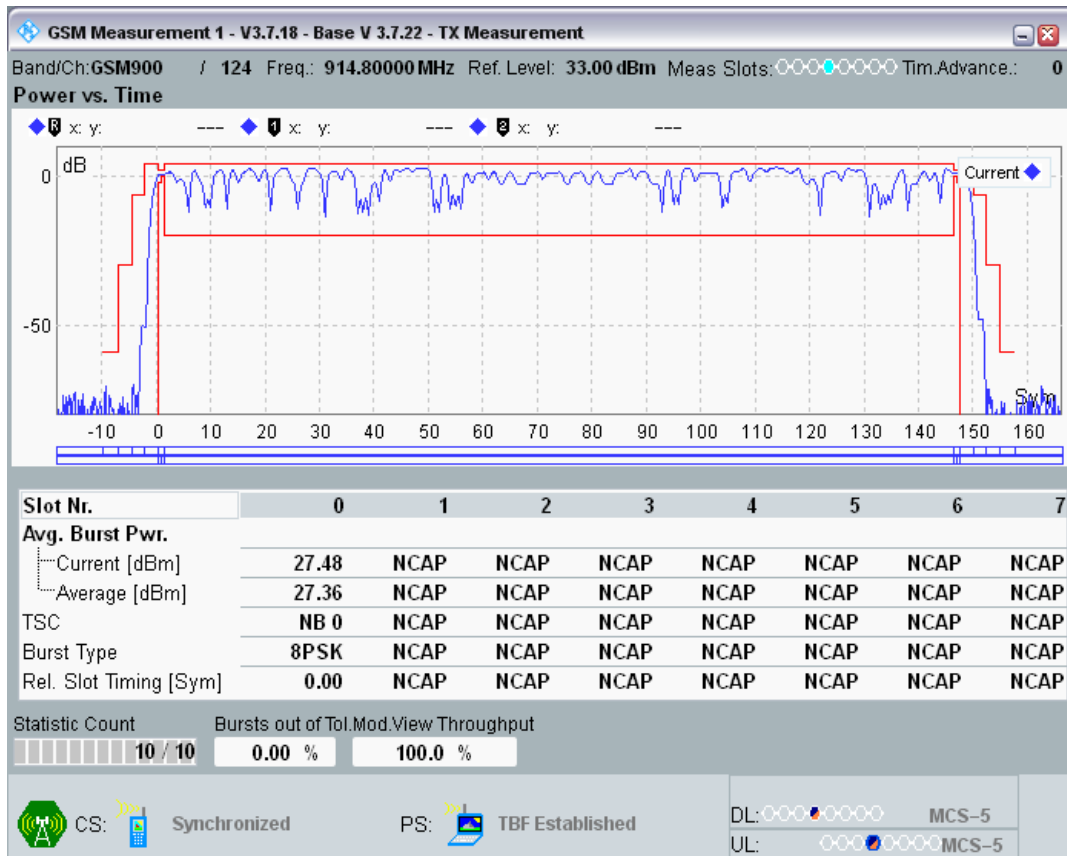 GSM Measurement 1 - V3.7.18 - Base V 3.7.22 - TX Measurement
Band/Ch:GSM900 / 124 Freq.: 914.80000 MHz Ref. Level: 33.00 dBm Meas Slots: Tim.Advance.: 0
Power vs. Time
R x: y: --- 1 x: y: --- 2 x: y: ---
dB
Current
0
-50
Sym
-10 0 10 20 30 40 50 60 70 80 90 100 110 120 130 140 150 160
Slot Nr. 0 1 2 3 4 5 6 7
Avg. Burst Pwr.
Current [dBm] 27.48 NCAP NCAP NCAP NCAP NCAP NCAP NCAP
Average [dBm] 27.36 NCAP NCAP NCAP NCAP NCAP NCAP NCAP
TSC NB 0 NCAP NCAP NCAP NCAP NCAP NCAP NCAP
Burst Type 8PSK NCAP NCAP NCAP NCAP NCAP NCAP NCAP
Rel. Slot Timing [Sym] 0.00 NCAP NCAP NCAP NCAP NCAP NCAP NCAP
Statistic Count Bursts out of Tol.Mod.View Throughput
10 / 10 0.00 % 100.0 %
CS: Synchronized PS: TBF Established
DL: MCS-5
UL: MCS-5